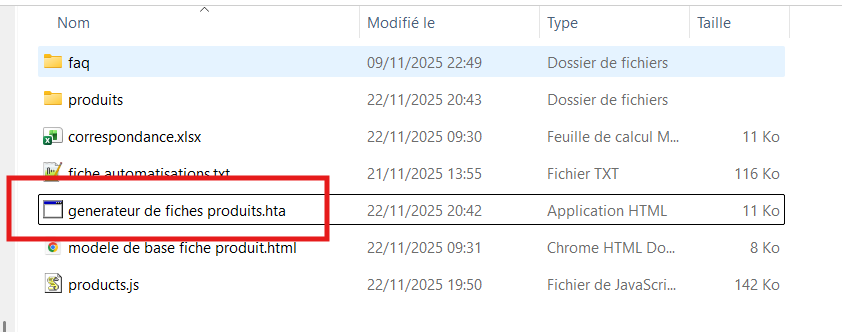 Nom Modifié le Type Taille
faq 09/11/2025 22:49 Dossier de fichiers
produits 22/11/2025 20:43 Dossier de fichiers
correspondance.xlsx 22/11/2025 09:30 Feuille de calcul M... 11 Ko
fiche automatisations.txt 21/11/2025 13:55 Fichier TXT 116 Ko
generateur de fiches produits.hta 22/11/2025 20:42 Application HTML 11 Ko
modele de base fiche produit.html 22/11/2025 09:31 Chrome HTML Do... 8 Ko
products.js 22/11/2025 19:50 Fichier de JavaScri... 142 Ko